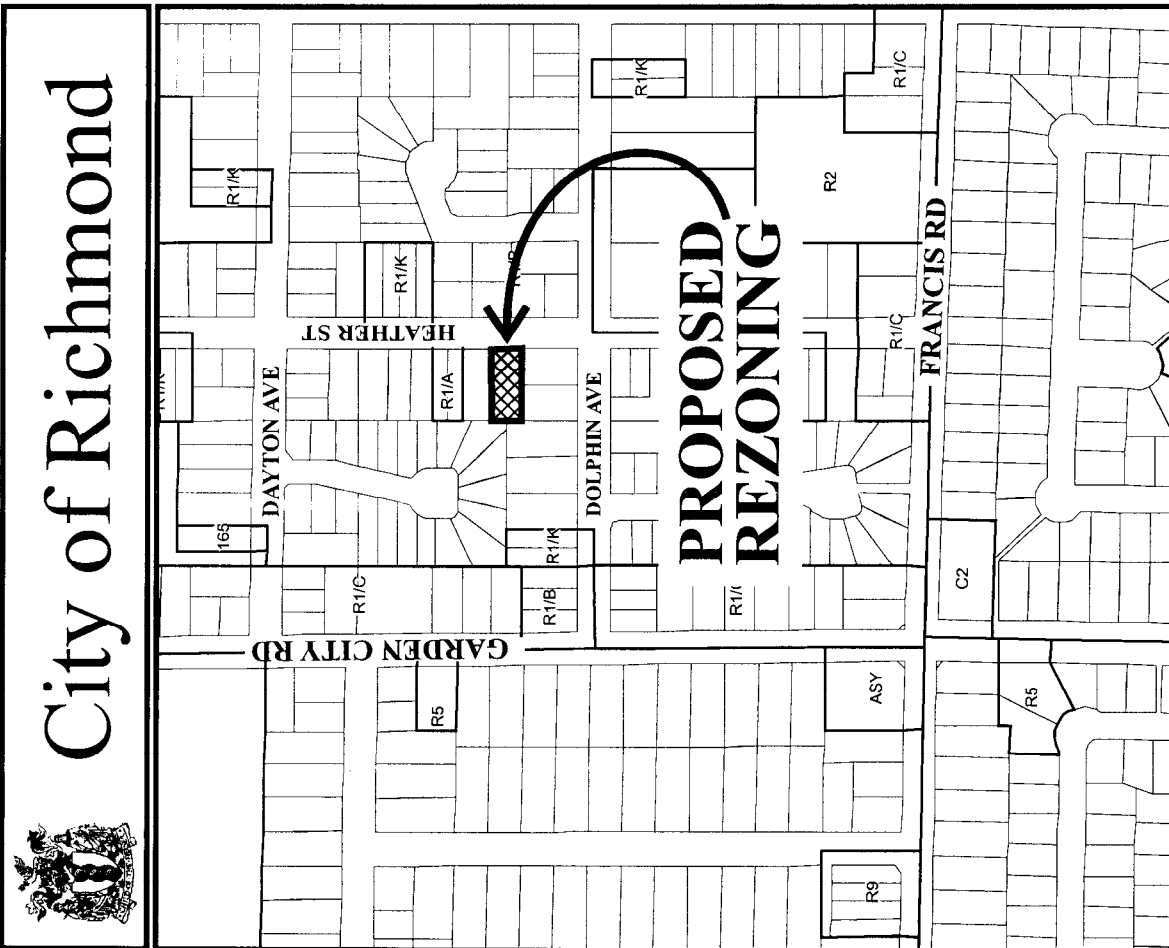 City of Richmond
R1/K
R1/C
R1/K
R2
R1/K
PROPOSED
REZONING
HEATHER ST
R1/C
FRANCIS RD
DAYTON AVE
R1/A
DOLPHIN AVE
165
R1/K
R1/C
R1/B
C2
GARDEN CITY RD
R5
ASY
R5
R9